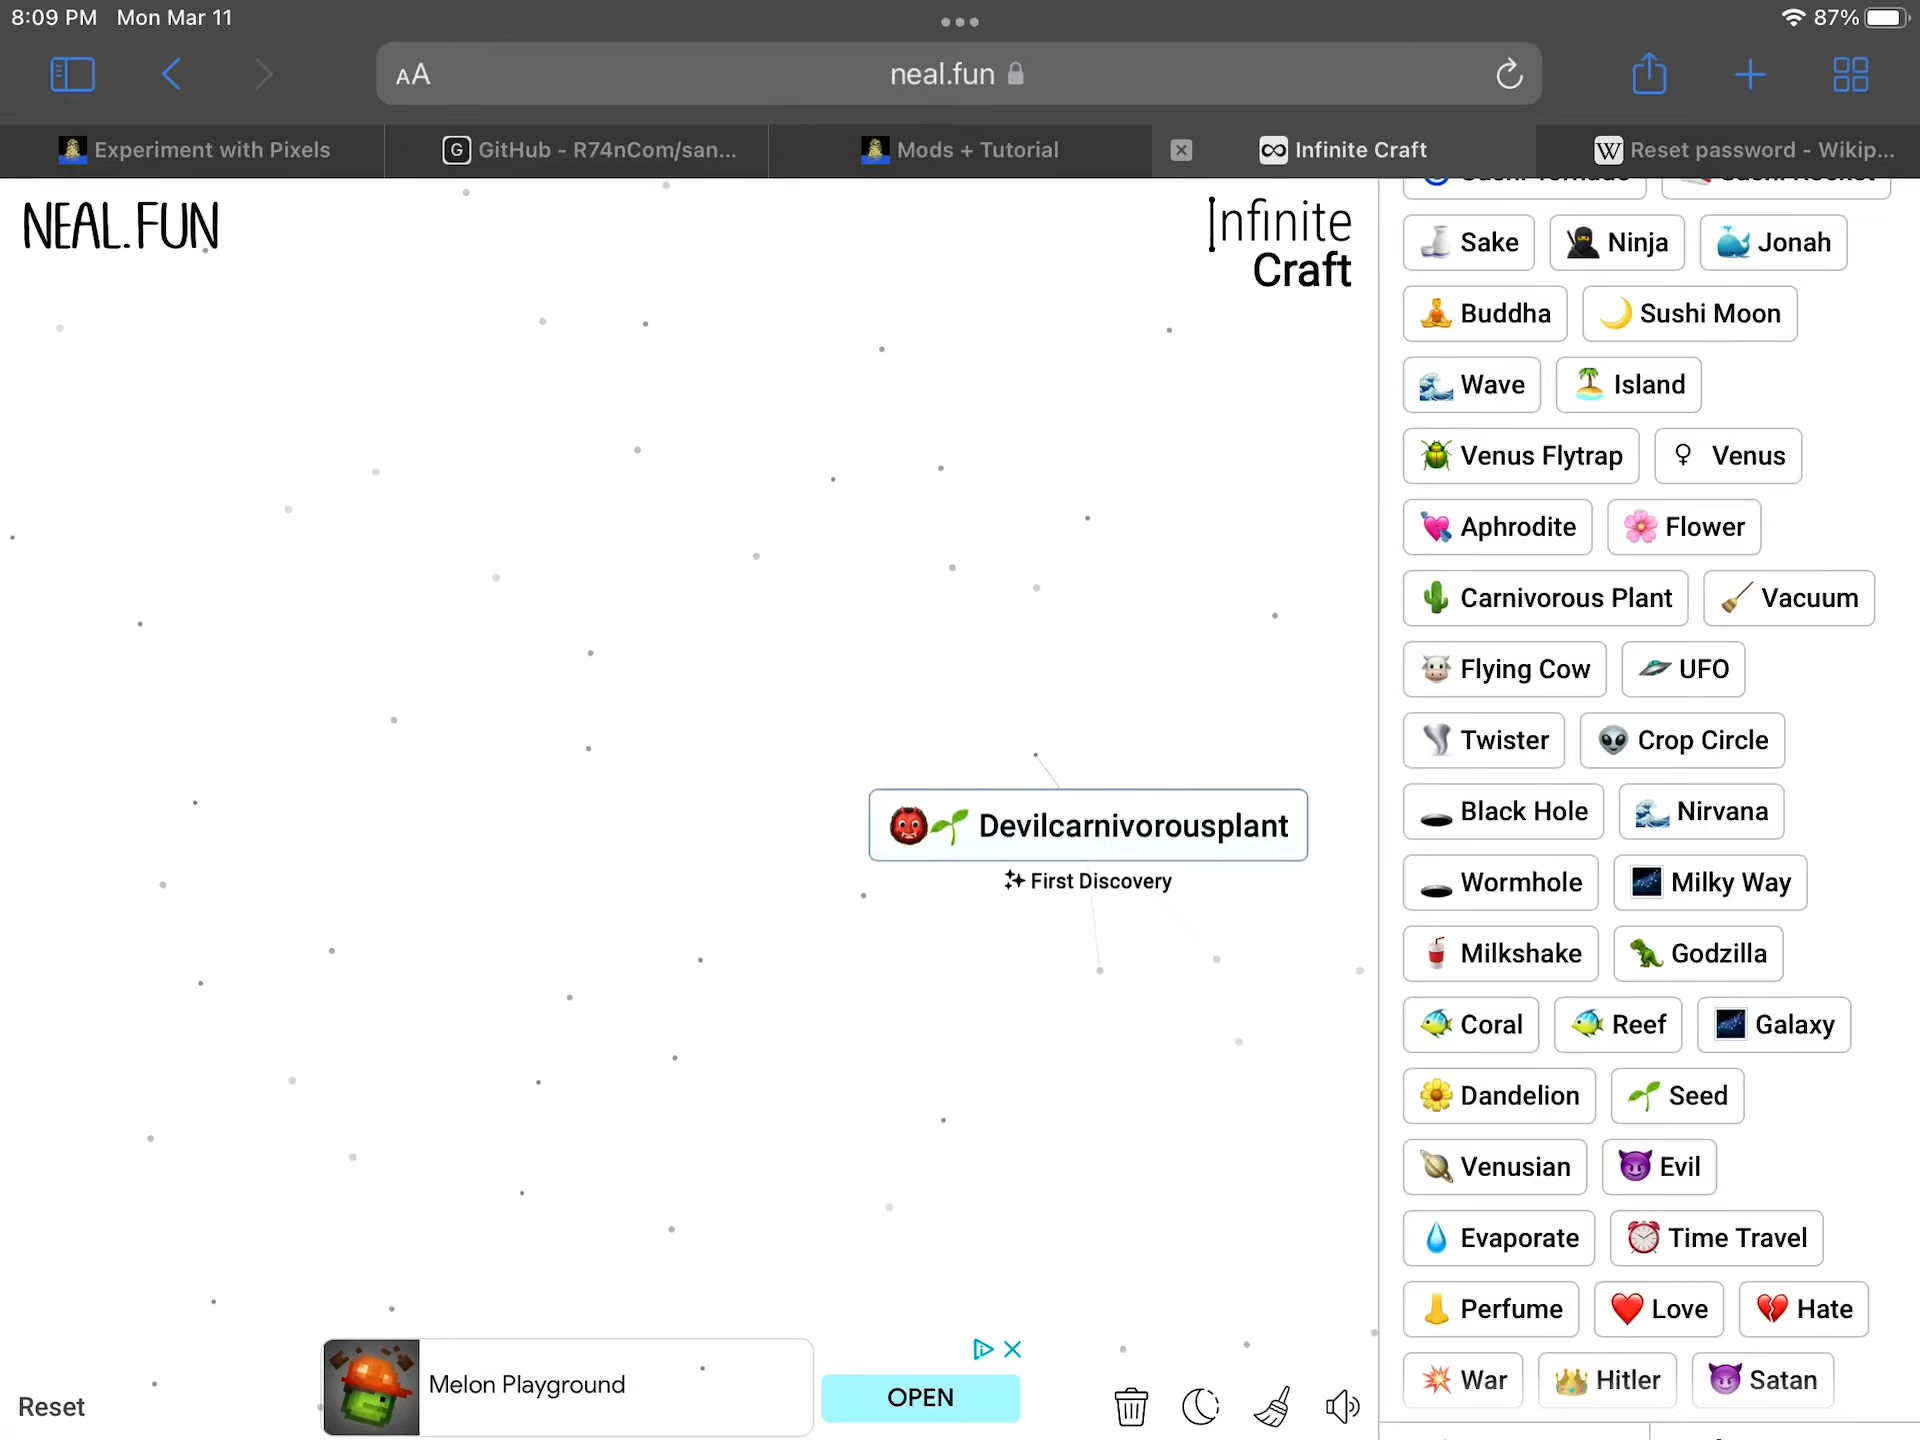 8:09 PM Mon Mar 11
87%
AA
neal.fun
Experiment with Pixels
GitHub - R74nCom/san...
Mods + Tutorial
Infinite Craft
Reset password - Wikip...
NEAL.FUN
Infinite
Craft
Sake Ninja Jonah
Buddha Sushi Moon
Wave Island
Venus Flytrap Venus
Aphrodite Flower
Carnivorous Plant Vacuum
Flying Cow UFO
Twister Crop Circle
Black Hole Nirvana
Wormhole Milky Way
Milkshake Godzilla
Coral Reef Galaxy
Dandelion Seed
Venusian Evil
Evaporate Time Travel
Perfume Love Hate
War Hitler Satan
Devilcarnivorousplant
First Discovery
Melon Playground
OPEN
Reset